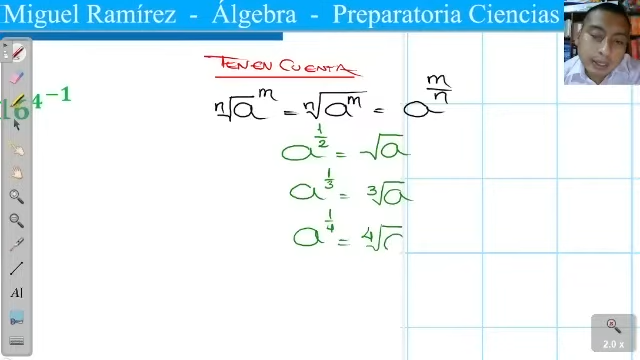 Miguel Ramírez - Álgebra - Preparatoria Ciencias
TEN EN CUENTA
16^4^-1
ⁿ√a^m = ⁿ√a^m = a^(m/n)
a^(1/2) = √a
a^(1/3) = ³√a
a^(1/4) = ⁴√a
A|
2.0 x